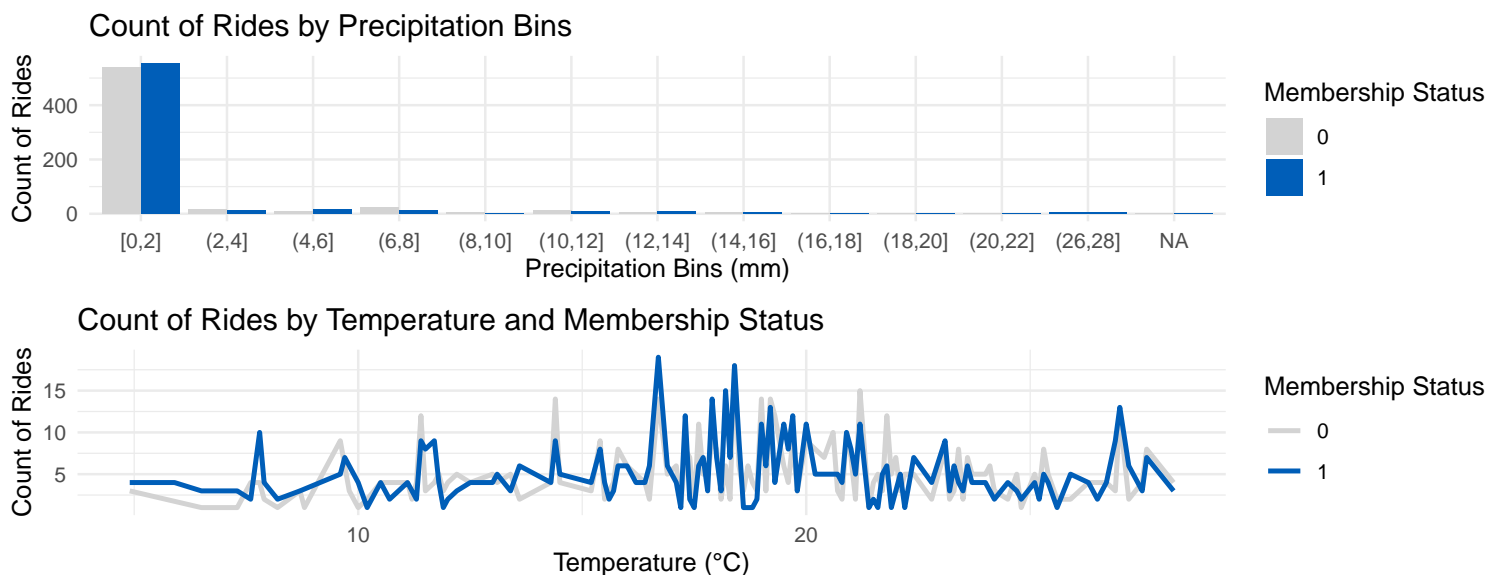 Count of Rides by Precipitation Bins
Count of Rides
400
200
0
[0,2] (2,4] (4,6] (6,8] (8,10] (10,12] (12,14] (14,16] (16,18] (18,20] (20,22] (26,28] NA
Precipitation Bins (mm)
Membership Status
0
1
Count of Rides by Temperature and Membership Status
Count of Rides
15
10
5
10 20
Temperature (°C)
Membership Status
0
1